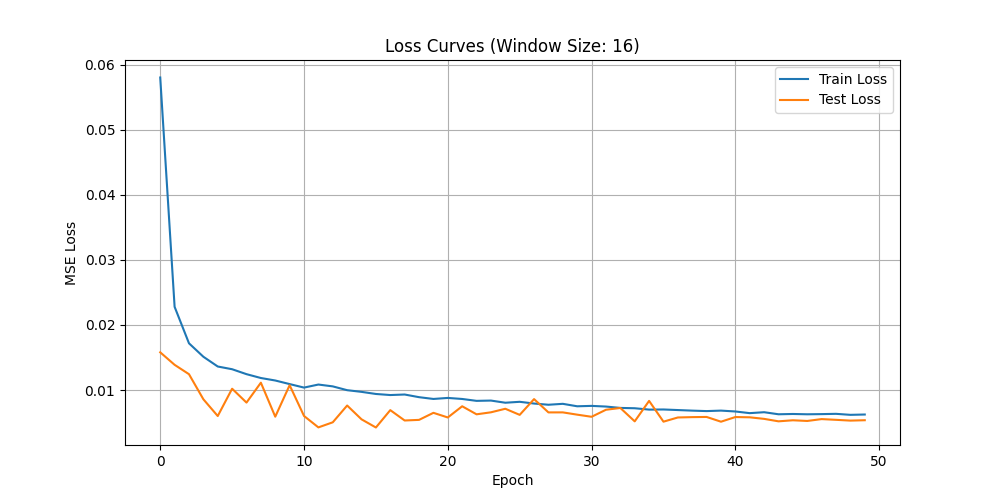 Loss Curves (Window Size: 16)
Train Loss
Test Loss
MSE Loss
0.06
0.05
0.04
0.03
0.02
0.01
0 10 20 30 40 50
Epoch